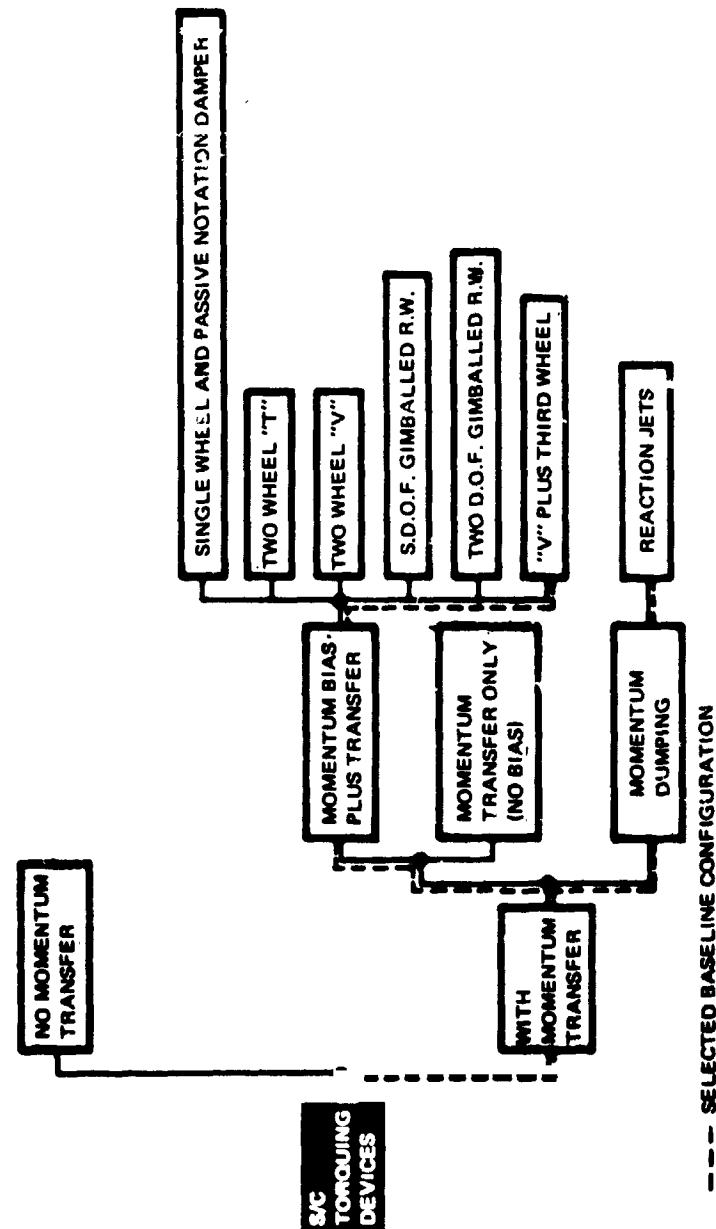 S/C
TORQUING
DEVICES
NO MOMENTUM
TRANSFER
WITH
MOMENTUM
TRANSFER
MOMENTUM BIAS-
PLUS TRANSFER
MOMENTUM
TRANSFER ONLY
(NO BIAS)
MOMENTUM
DUMPING
SINGLE WHEEL AND PASSIVE NOTATION DAMPER
TWO WHEEL "T"
TWO WHEEL "V"
S.D.O.F. GIMBALLED R.W.
TWO D.O.F. GIMBALLED R.W.
"V" PLUS THIRD WHEEL
REACTION JETS
--- SELECTED BASELINE CONFIGURATION